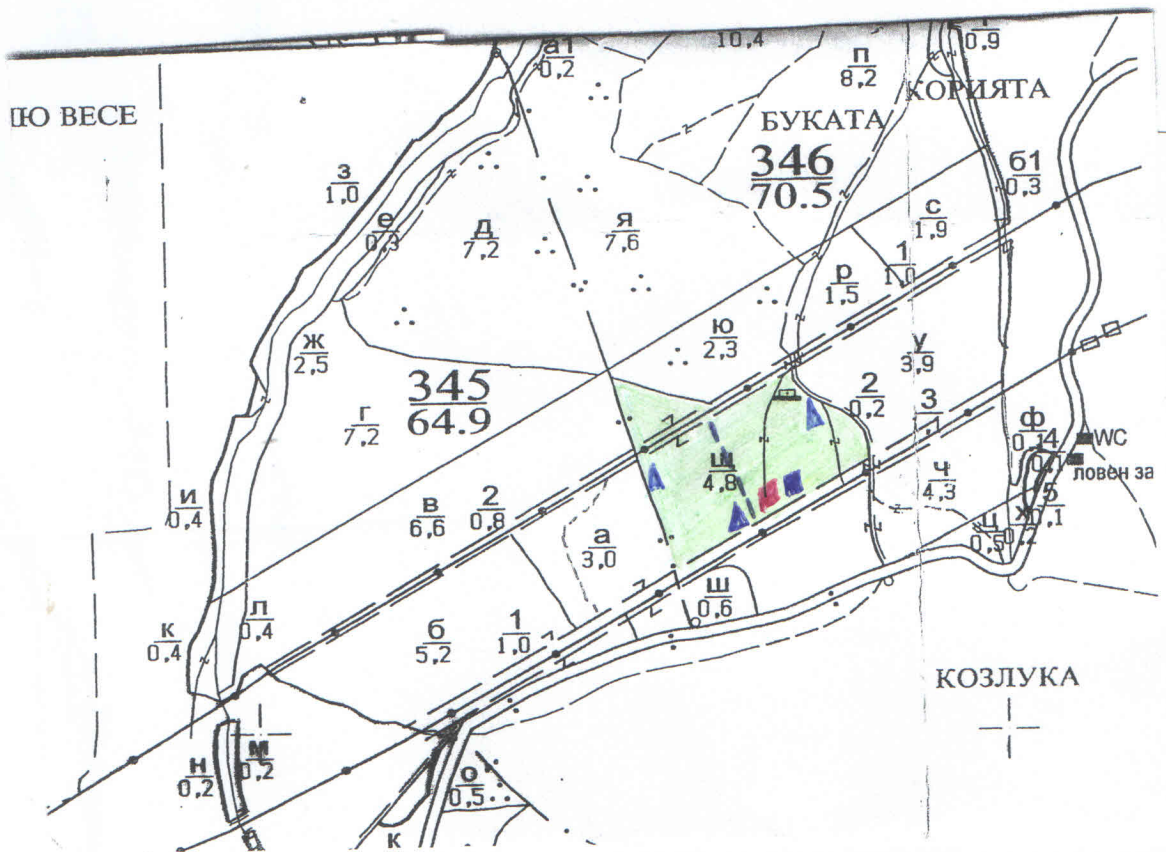 а1
0,2
10,4
п
8,2
0,9
КОРИЯТА
ВЕСЕ
БУКАТА
346
70.5
з
1,0
б1
0,3
е
0,3
д
7,2
я
7,6
с
1,9
1
1,0
р
1,5
ж
2,5
ю
2,3
у
3,9
345
64.9
г
7,2
2
0,2
3
1,1
ф
4
WC
ловен за
щ
4,8
ч
4,3
5
0,1
и
0,4
в
6,6
2
0,8
а
3,0
ц
0,5
х
ш
0,6
л
0,4
к
0,4
б
5,2
1
1,0
КОЗЛУКА
н
0,2
м
0,2
о
0,5
к